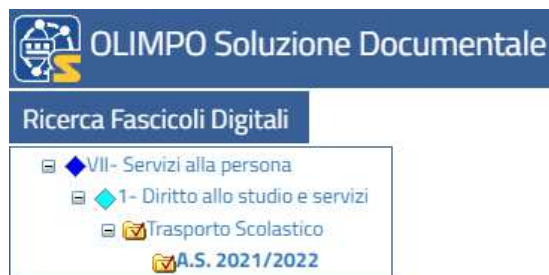 OLIMPO Soluzione Documentale
Ricerca Fascicoli Digitali
VII- Servizi alla persona
1- Diritto allo studio e servizi
Trasporto Scolastico
A.S. 2021/2022